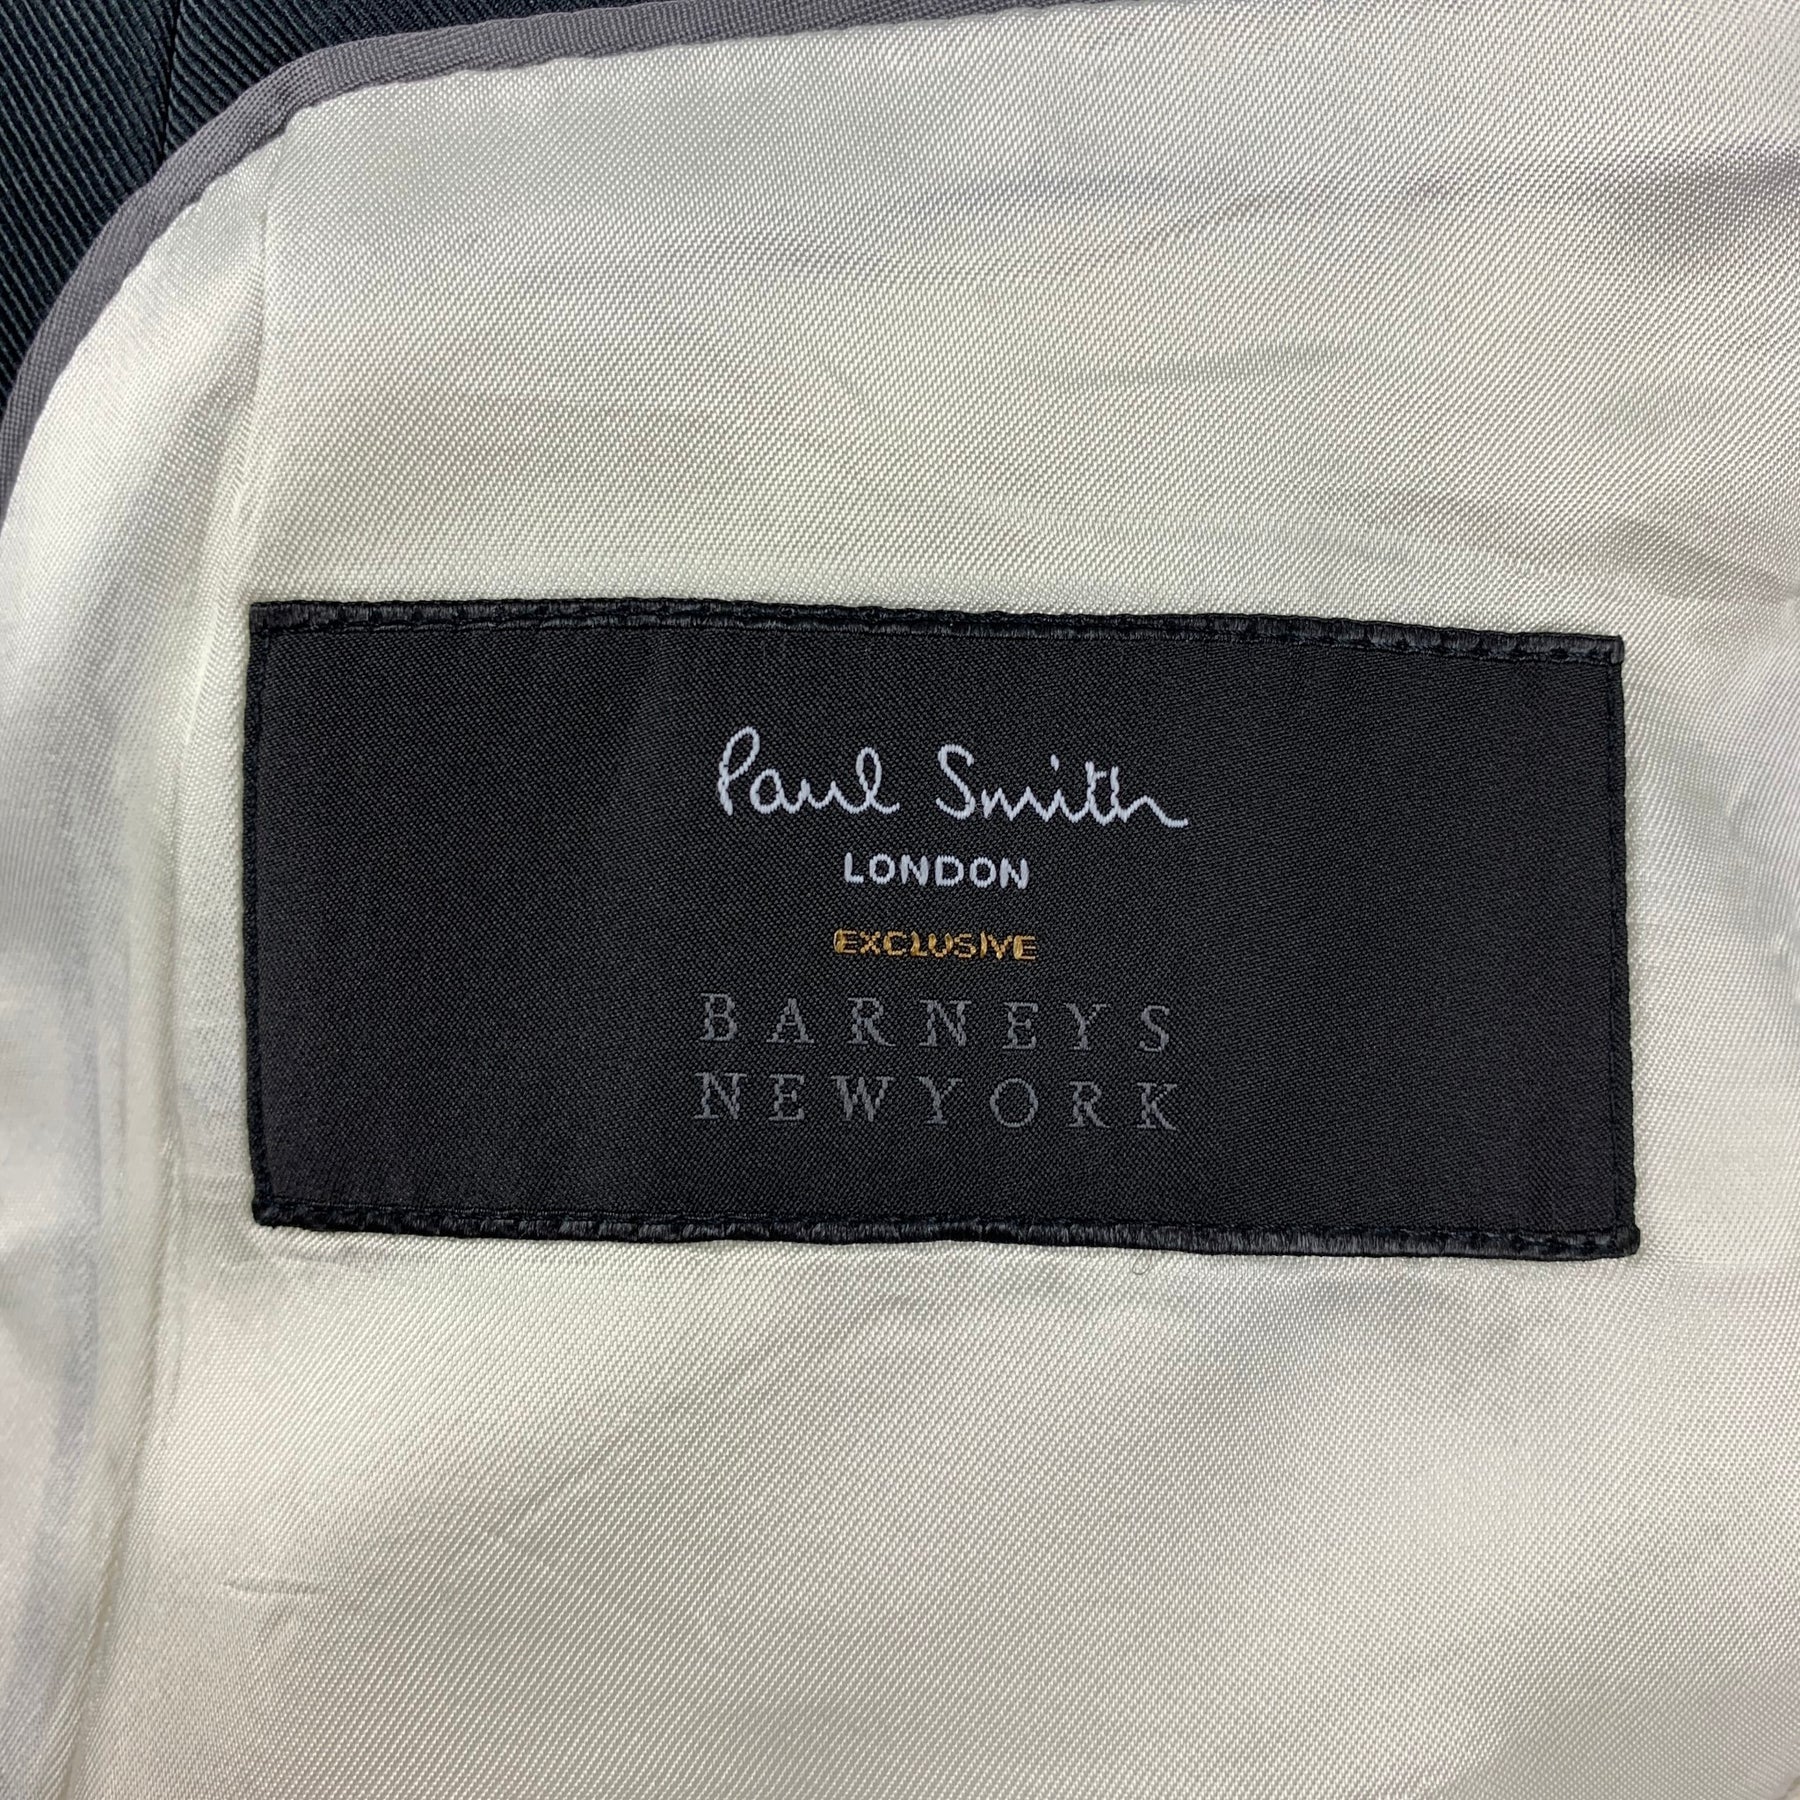 Paul Smith
LONDON
EXCLUSIVE
BARNEYS
NEWYORK